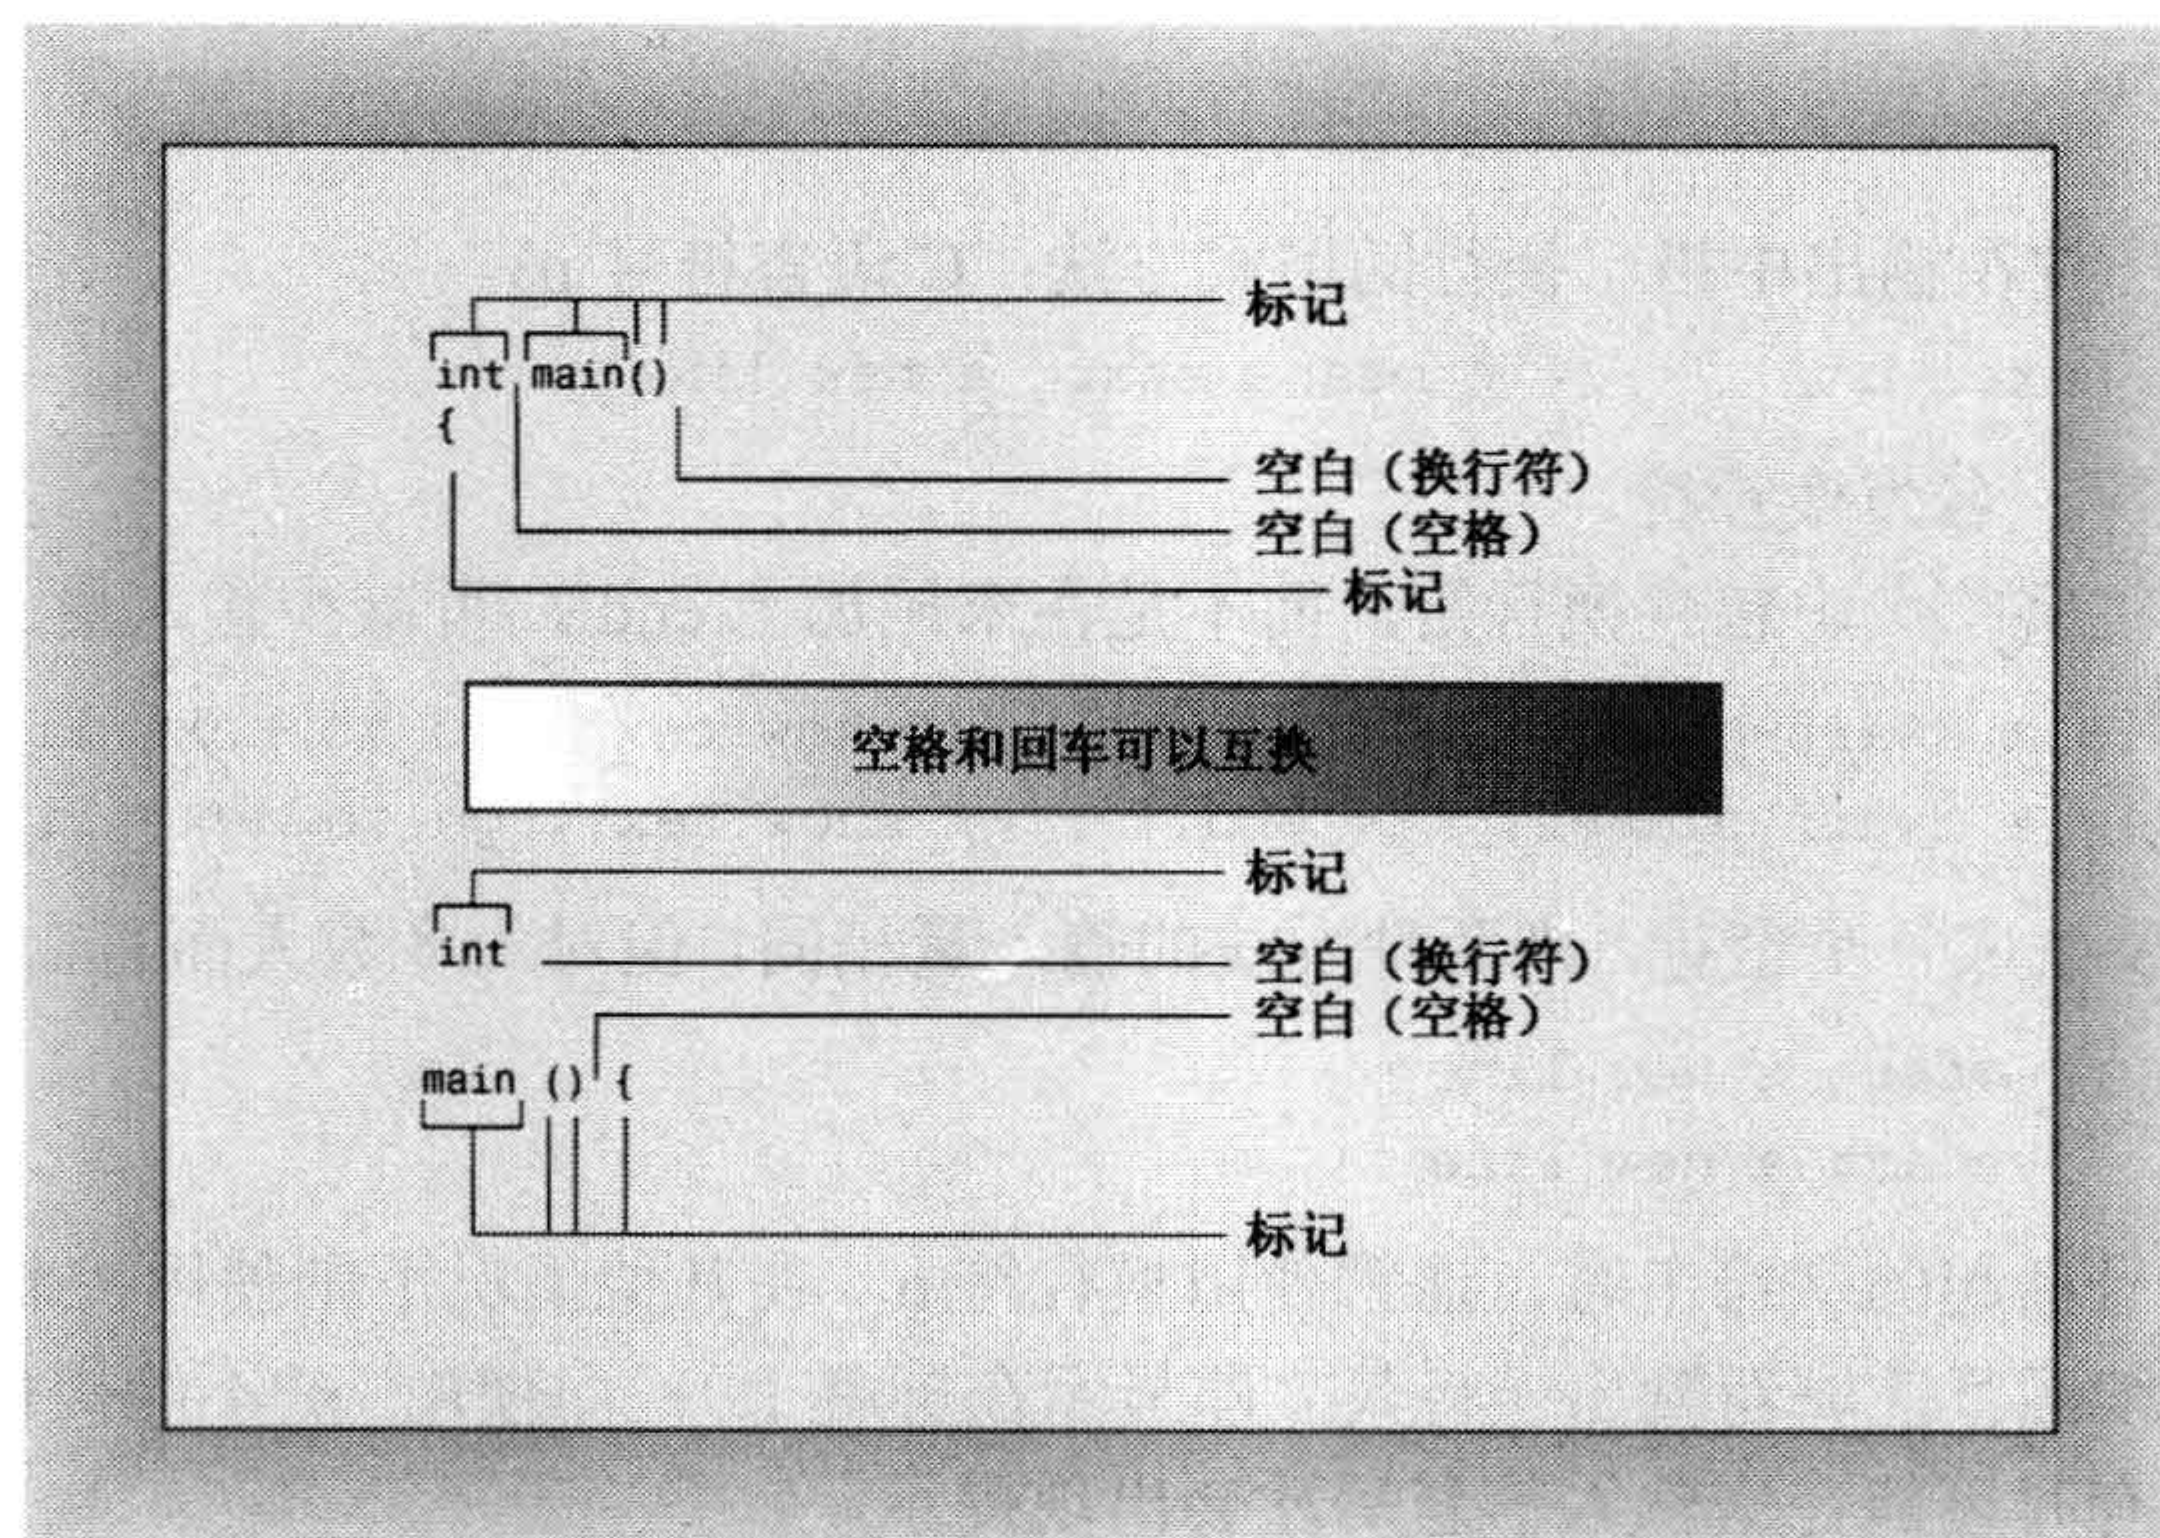 标记
int main()
{
空白（换行符）
空白（空格）
标记
空格和回车可以互换
标记
int
空白（换行符）
空白（空格）
main () {
标记